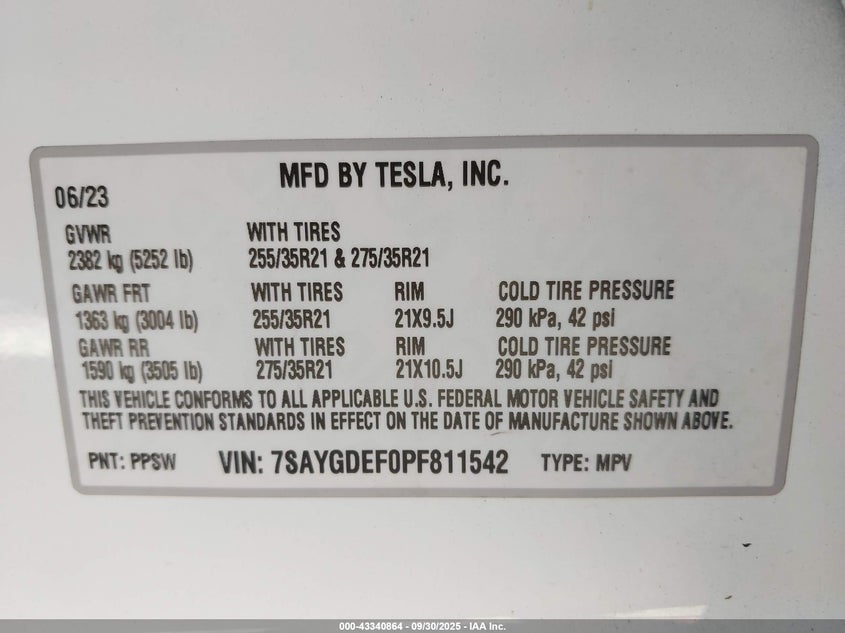 MFD BY TESLA, INC.
06/23
GVWR WITH TIRES
2382 kg (5252 lb) 255/35R21 & 275/35R21
GAWR FRT WITH TIRES RIM COLD TIRE PRESSURE
1363 kg (3004 lb) 255/35R21 21X9.5J 290 kPa, 42 psi
GAWR RR WITH TIRES RIM COLD TIRE PRESSURE
1590 kg (3505 lb) 275/35R21 21X10.5J 290 kPa, 42 psi
THIS VEHICLE CONFORMS TO ALL APPLICABLE U.S. FEDERAL MOTOR VEHICLE SAFETY AND
THEFT PREVENTION STANDARDS IN EFFECT ON THE DATE OF MANUFACTURE SHOWN ABOVE.
PNT: PPSW VIN: 7SAYGDEF0PF811542 TYPE: MPV
000-43340864 - 09/30/2025 - IAA Inc.